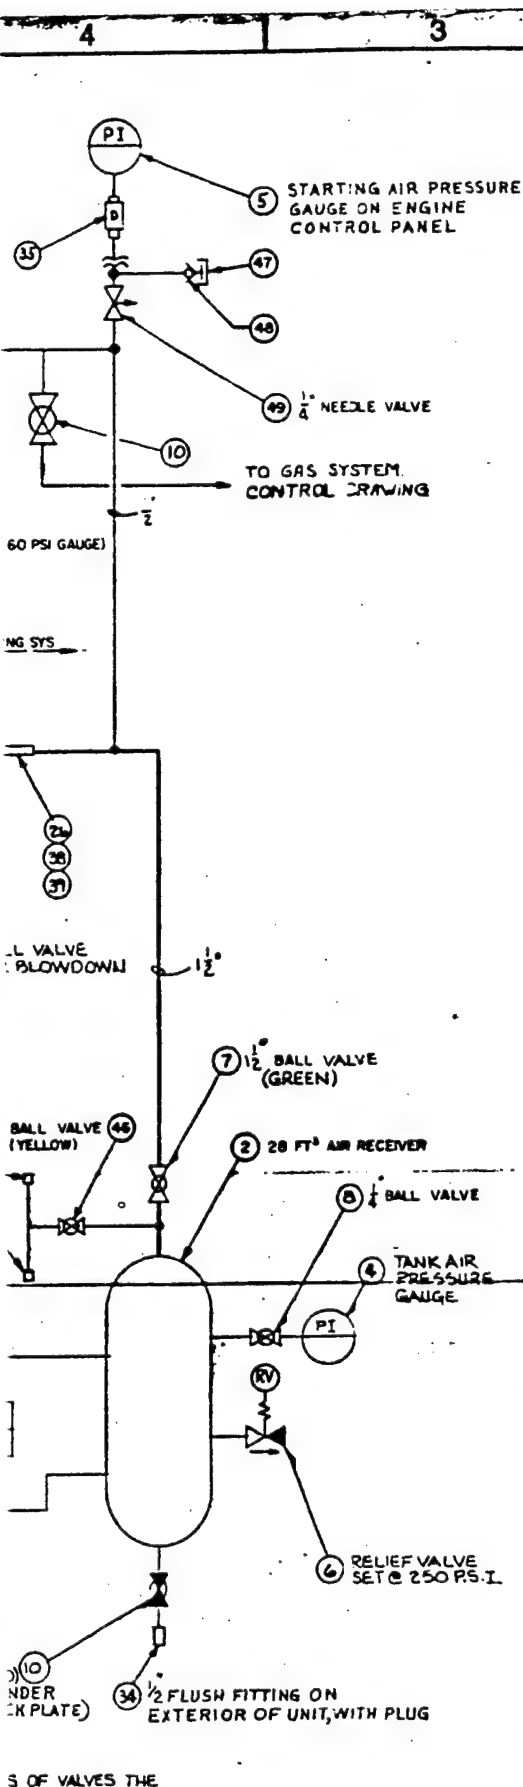 4
3
PI
5
STARTING AIR PRESSURE
GAUGE ON ENGINE
CONTROL PANEL
D
35
47
48
49 1/4" NEEDLE VALVE
10
TO GAS SYSTEM.
CONTROL DRAWING
1/2"
60 PSI GAUGE)
NG SYS
26
38
39
L VALVE
BLOWDOWN
1 1/2"
7 1 1/2" BALL VALVE
(GREEN)
BALL VALVE 46
(YELLOW)
2 28 FT³ AIR RECEIVER
8 1/4" BALL VALVE
4 TANK AIR
PRESSURE
GAUGE
PI
RV
6 RELIEF VALVE
SET @ 250 P.S.I.
10
NDER
CK PLATE)
34 1/2" FLUSH FITTING ON
EXTERIOR OF UNIT, WITH PLUG
S OF VALVES THE